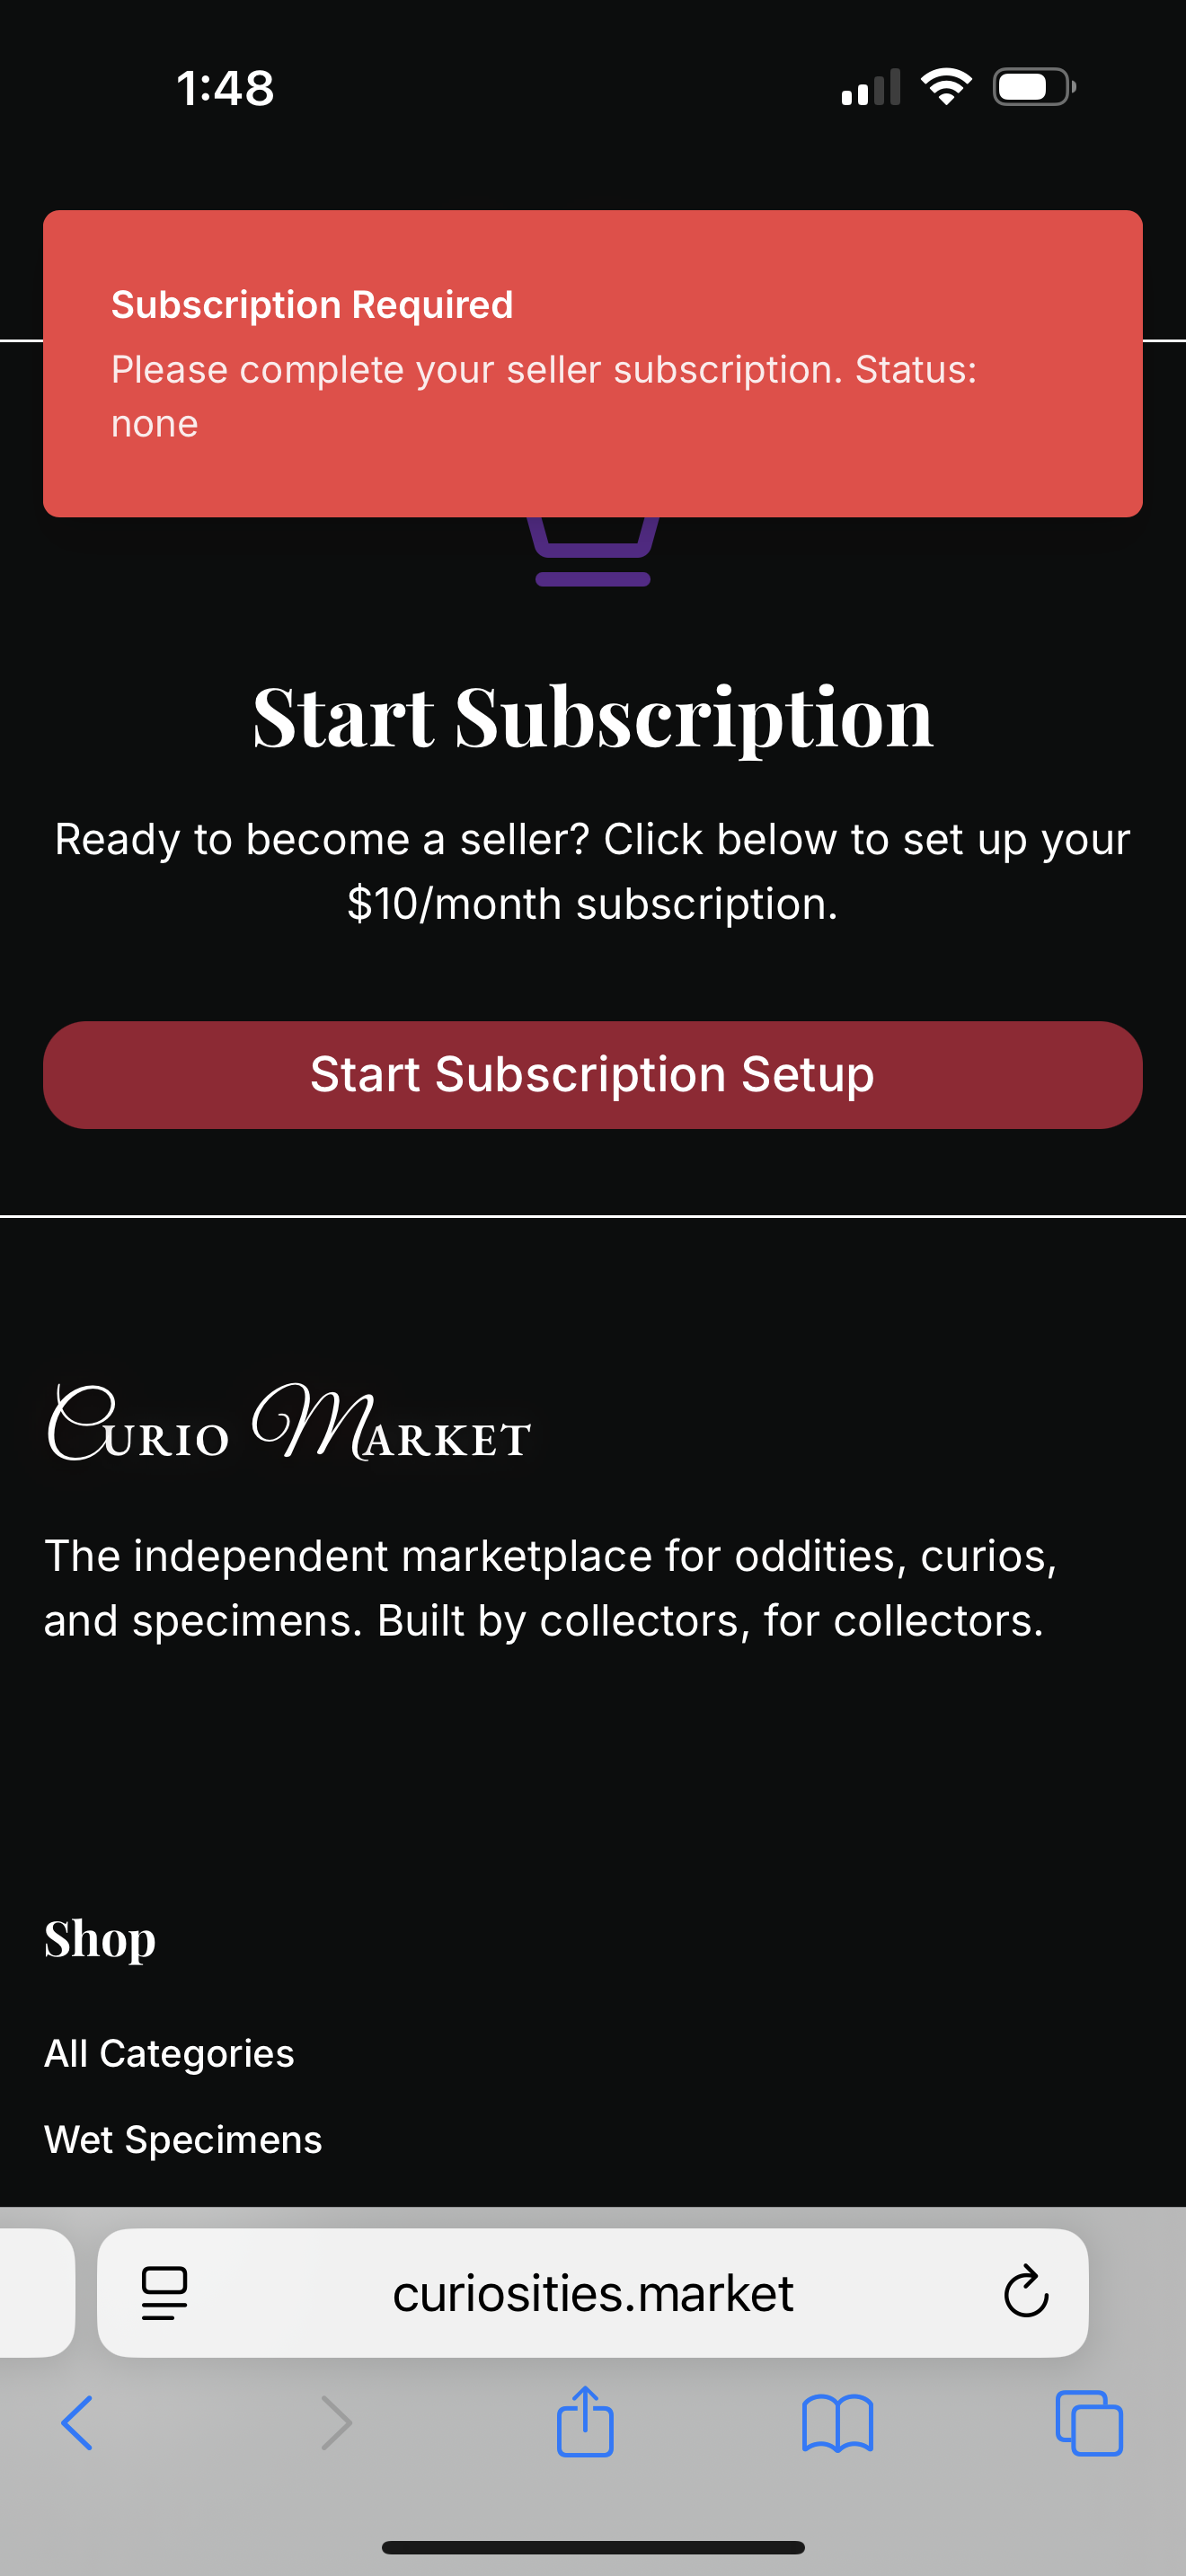 1:48
Subscription Required
Please complete your seller subscription. Status:
none
Start Subscription
Ready to become a seller? Click below to set up your
$10/month subscription.
Start Subscription Setup
Curio Market
The independent marketplace for oddities, curios,
and specimens. Built by collectors, for collectors.
Shop
All Categories
Wet Specimens
curiosities.market